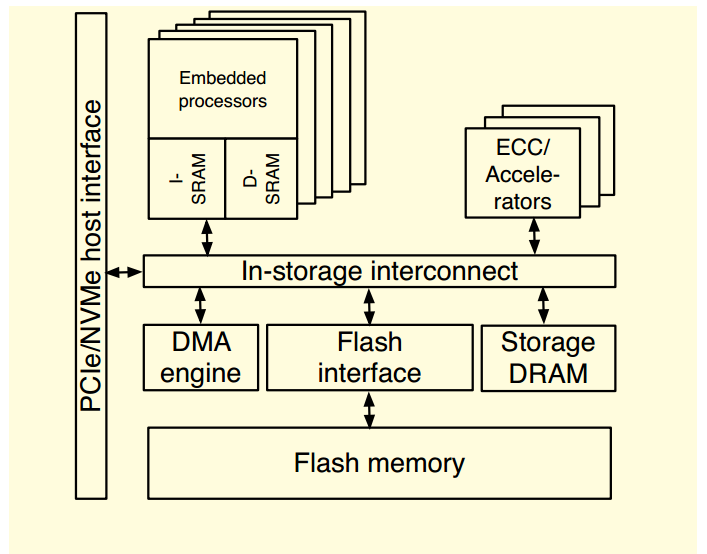 PCIe/NVMe host interface
Embedded
processors
I-
SRAM
D-
SRAM
ECC/
Accele-
rators
In-storage interconnect
DMA
engine
Flash
interface
Storage
DRAM
Flash memory